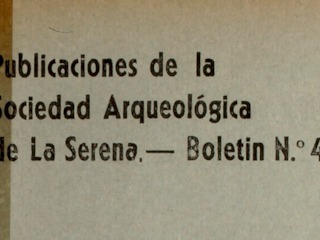 Publicaciones de la
Sociedad Arqueológica
de La Serena.— Boletin N.° 4